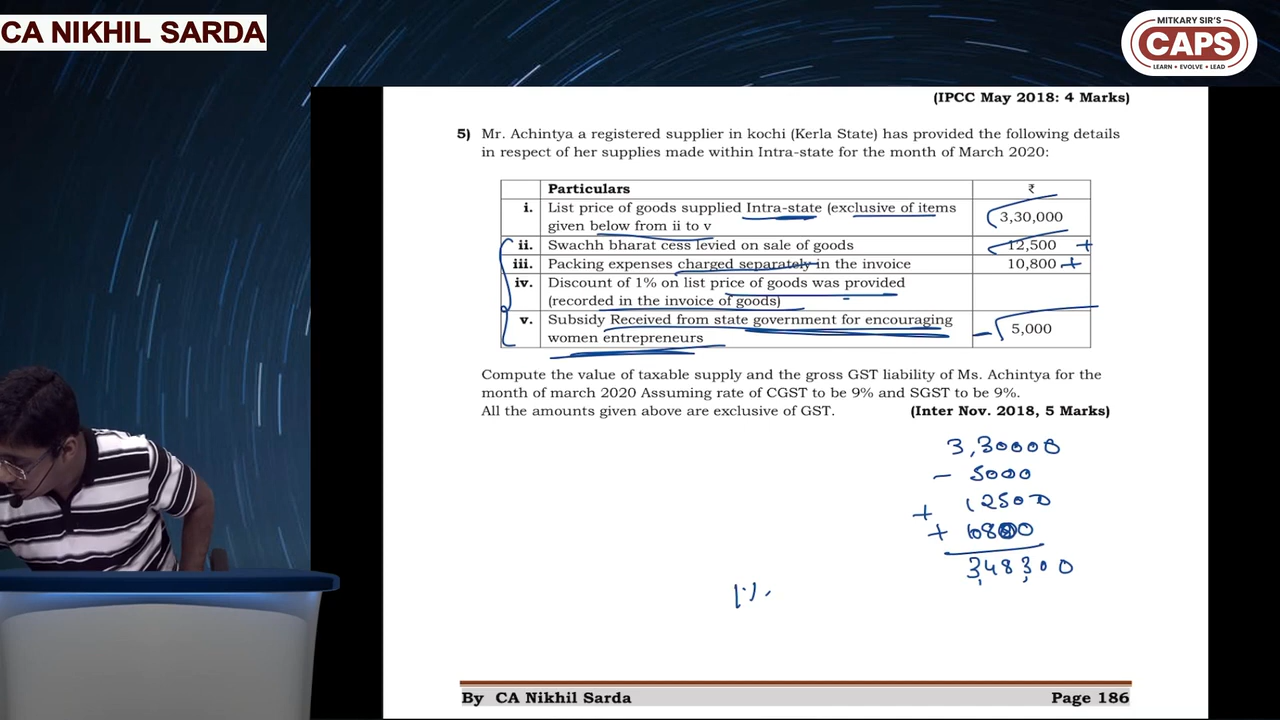 CA NIKHIL SARDA
MITKARY SIR'S
CAPS
LEARN • EVOLVE • LEAD
(IPCC May 2018: 4 Marks)
5) Mr. Achintya a registered supplier in kochi (Kerla State) has provided the following details
in respect of her supplies made within Intra-state for the month of March 2020:
Particulars ₹
i. List price of goods supplied Intra-state (exclusive of items
given below from ii to v 3,30,000
ii. Swachh bharat cess levied on sale of goods 12,500 +
iii. Packing expenses charged separately in the invoice 10,800 +
iv. Discount of 1% on list price of goods was provided
(recorded in the invoice of goods)
v. Subsidy Received from state government for encouraging
women entrepreneurs - 5,000
Compute the value of taxable supply and the gross GST liability of Ms. Achintya for the
month of march 2020 Assuming rate of CGST to be 9% and SGST to be 9%.
All the amounts given above are exclusive of GST. (Inter Nov. 2018, 5 Marks)
3,30000
- 5000
+ 12500
+ 10800
3,48,300
1%
By CA Nikhil Sarda Page 186